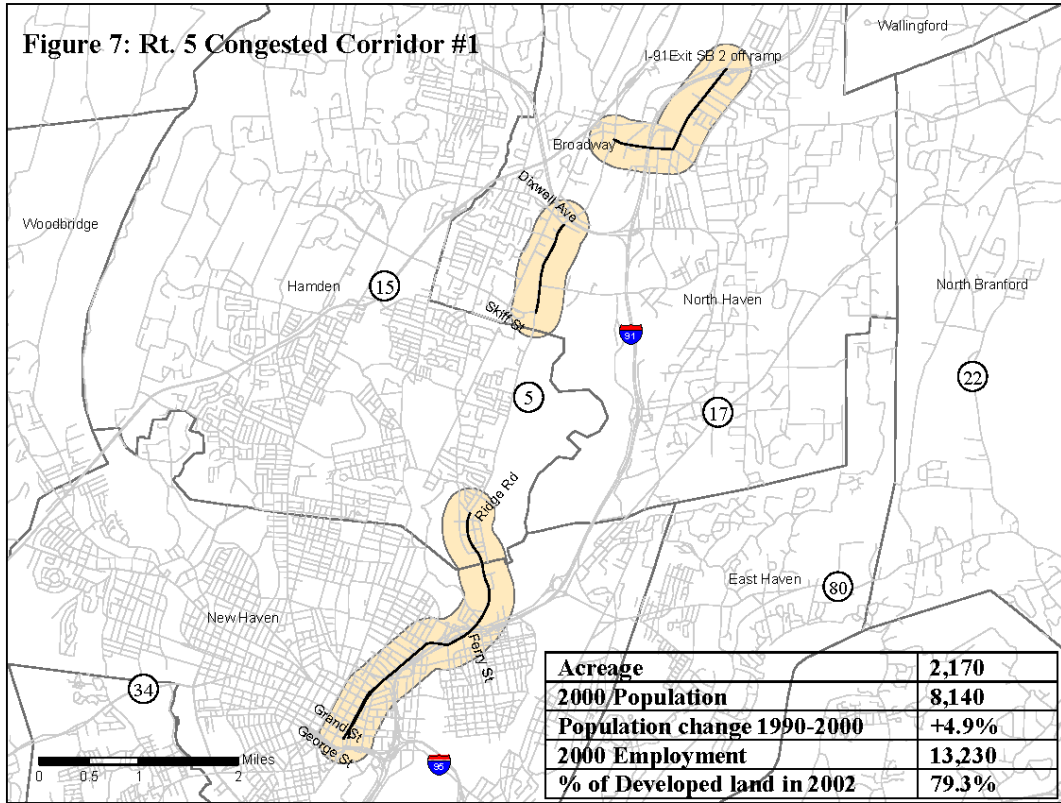 Figure 7: Rt. 5 Congested Corridor #1
Wallingford
I-91 Exit SB 2 off ramp
Broadway
Dixwell Ave
Woodbridge
Hamden
15
North Haven
North Branford
Skiff St
91
22
5
17
Ridge Rd
East Haven
80
New Haven
Ferry St
34
Grand St
George St
95
0 0.5 1 2 Miles
Acreage 2,170
2000 Population 8,140
Population change 1990-2000 +4.9%
2000 Employment 13,230
% of Developed land in 2002 79.3%